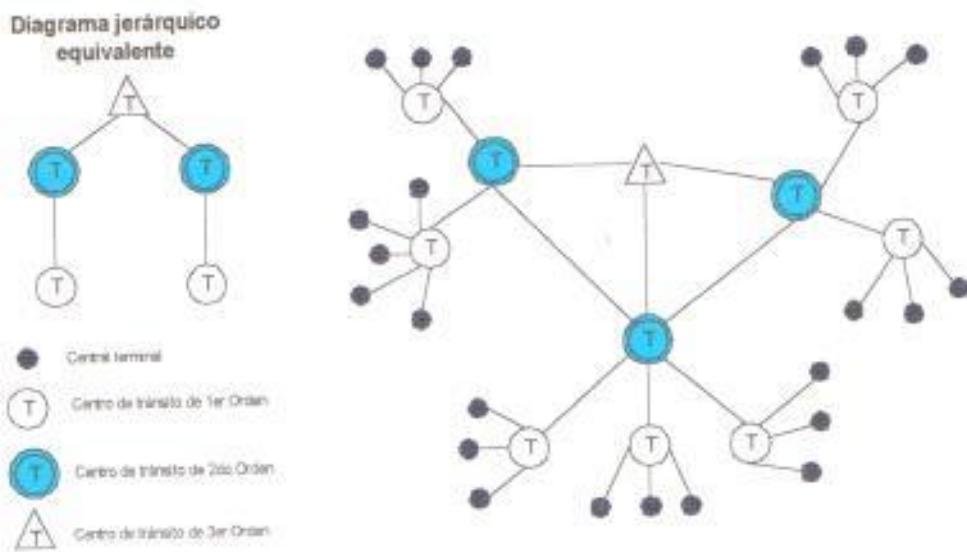 Diagrama jerárquico
equivalente
T
T
T
T
T
Central terminal
T
Centro de tránsito de 1er Orden
T
Centro de tránsito de 2do Orden
T
Centro de tránsito de 3er Orden
T
T
T
T
T
T
T
T
T
T
T